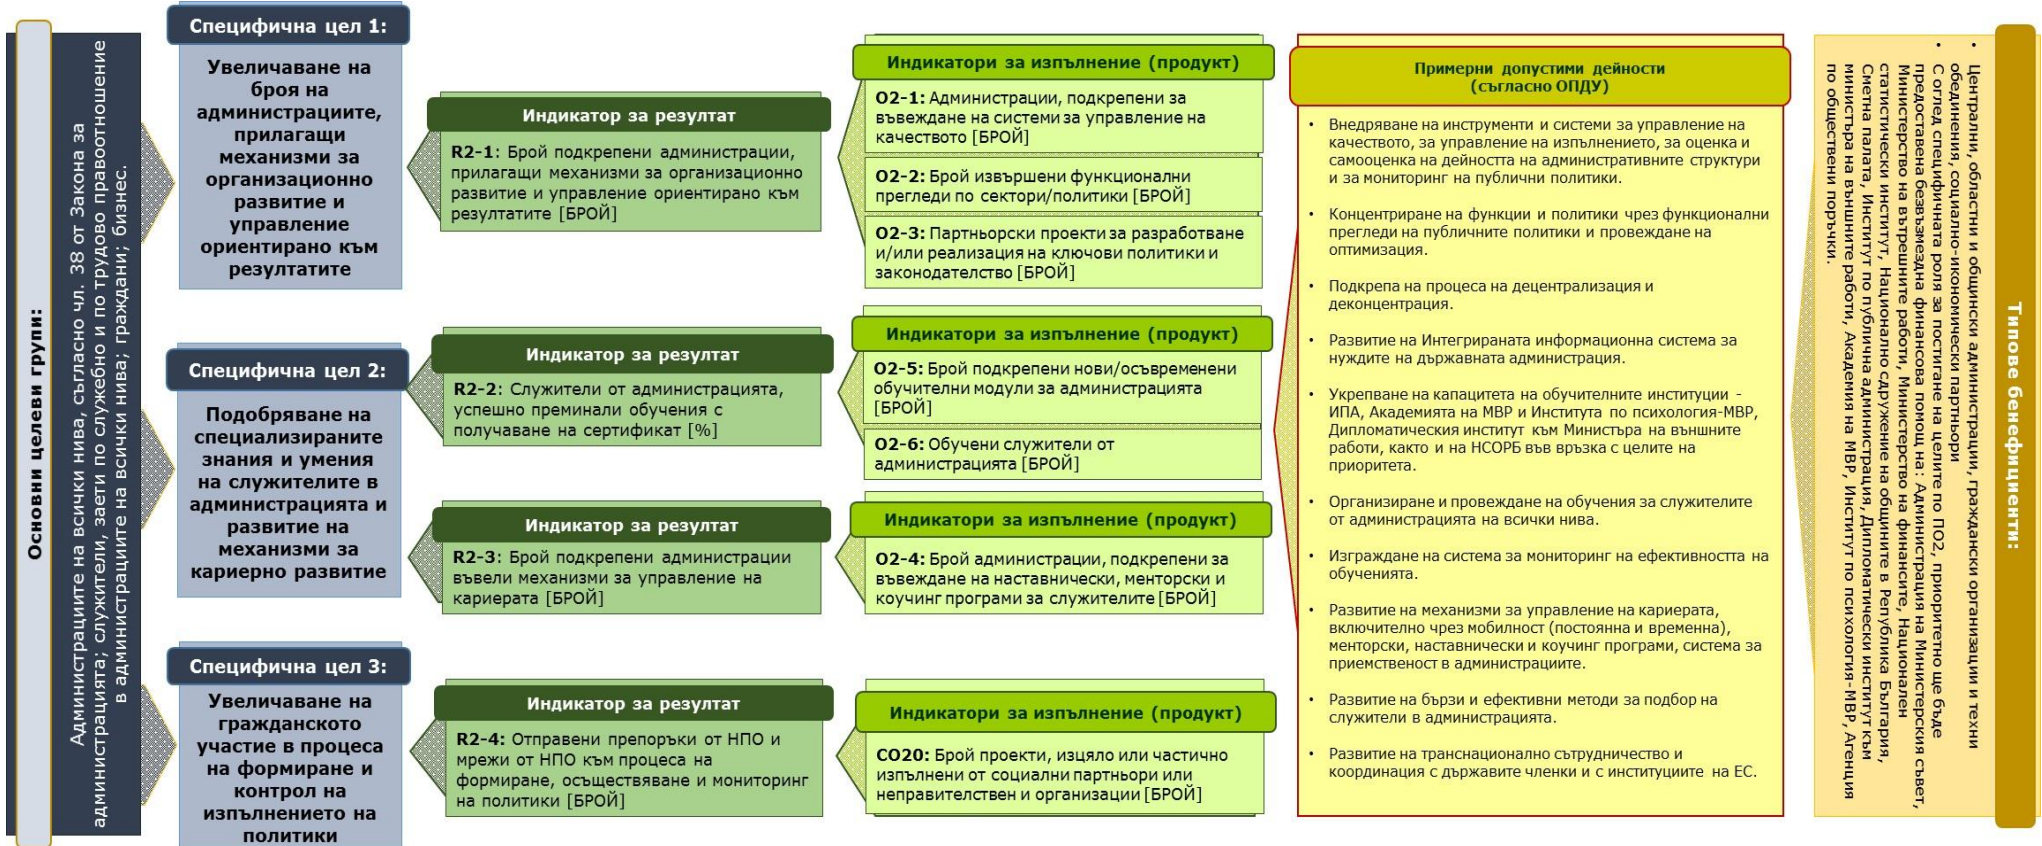 Основни целеви групи:
Администрациите на всички нива, съгласно чл. 38 от Закона за
администрацията; служители, заети по служебно и по трудово правоотношение
в администрациите на всички нива; граждани; бизнес.
Специфична цел 1:
Увеличаване на
броя на
администрациите,
прилагащи
механизми за
организационно
развитие и
управление
ориентирано към
резултатите
Индикатор за резултат
R2-1: Брой подкрепени администрации,
прилагащи механизми за организационно
развитие и управление ориентирано към
резултатите [БРОЙ]
Индикатори за изпълнение (продукт)
О2-1: Администрации, подкрепени за
въвеждане на системи за управление на
качеството [БРОЙ]
О2-2: Брой извършени функционални
прегледи по сектори/политики [БРОЙ]
О2-3: Партньорски проекти за разработване
и/или реализация на ключови политики и
законодателство [БРОЙ]
Специфична цел 2:
Подобряване на
специализираните
знания и умения
на служителите в
администрацията и
развитие на
механизми за
кариерно развитие
Индикатор за резултат
R2-2: Служители от администрацията,
успешно преминали обучения с
получаване на сертификат [%]
Индикатори за изпълнение (продукт)
О2-5: Брой подкрепени нови/осъвременени
обучителни модули за администрацията
[БРОЙ]
О2-6: Обучени служители от
администрацията [БРОЙ]
Индикатор за резултат
R2-3: Брой подкрепени администрации
въвели механизми за управление на
кариерата [БРОЙ]
Индикатори за изпълнение (продукт)
О2-4: Брой администрации, подкрепени за
въвеждане на наставнически, менторски и
коучинг програми за служителите [БРОЙ]
Специфична цел 3:
Увеличаване на
гражданското
участие в процеса
на формиране и
контрол на
изпълнението на
политики
Индикатор за резултат
R2-4: Отправени препоръки от НПО и
мрежи от НПО към процеса на
формиране, осъществяване и мониторинг
на политики [БРОЙ]
Индикатори за изпълнение (продукт)
СО20: Брой проекти, изцяло или частично
изпълнени от социални партньори или
неправителствен и организации [БРОЙ]
Примерни допустими дейности
(съгласно ОПДУ)
• Внедряване на инструменти и системи за управление на
качеството, за управление на изпълнението, за оценка и
самооценка на дейността на административните структури
и за мониторинг на публични политики.
• Концентриране на функции и политики чрез функционални
прегледи на публичните политики и провеждане на
оптимизация.
• Подкрепа на процеса на децентрализация и
деконцентрация.
• Развитие на Интегрираната информационна система за
нуждите на държавната администрация.
• Укрепване на капацитета на обучителните институции -
ИПА, Академията на МВР и Института по психология-МВР,
Дипломатическия институт към Министъра на външните
работи, както и на НСОРБ във връзка с целите на
приоритета.
• Организиране и провеждане на обучения за служителите
от администрацията на всички нива.
• Изграждане на система за мониторинг на ефективността на
обученията.
• Развитие на механизми за управление на кариерата,
включително чрез мобилност (постоянна и временна),
менторски, наставнически и коучинг програми, система за
приемственост в администрациите.
• Развитие на бързи и ефективни методи за подбор на
служители в администрацията.
• Развитие на транснационално сътрудничество и
координация с държавите членки и с институциите на ЕС.
Типове бенефициенти:
• Централни, областни и общински администрации, граждански организации и техни
обединения, социално-икономически партньори
• С оглед специфичната роля за постигане на целите по ПО2, приоритетно ще бъде
предоставена безвъзмездна финансова помощ на: Администрация на Министерския съвет,
Министерство на вътрешните работи, Министерство на финансите, Национален
статистически институт, Национално сдружение на общините в Република България,
Сметна палата, Институт по публична администрация, Дипломатически институт към
министъра на външните работи, Академия на МВР, Институт по психология-МВР, Агенция
по обществени поръчки.